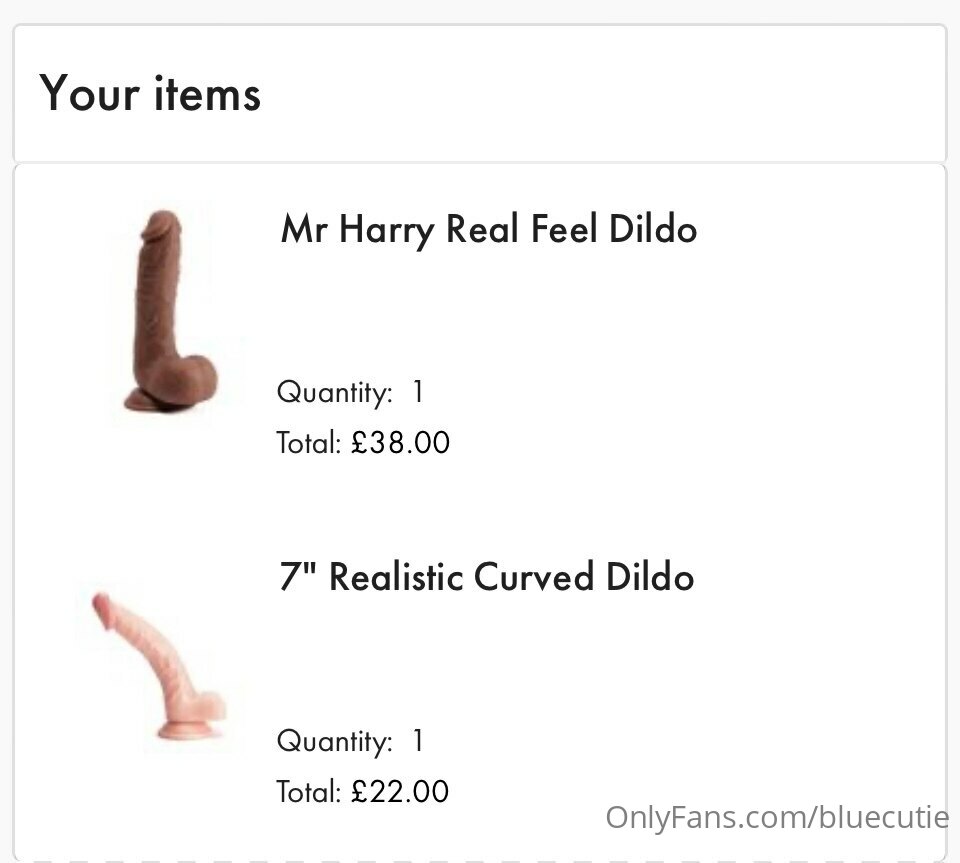 Your items
Mr Harry Real Feel Dildo
Quantity: 1
Total: £38.00
7" Realistic Curved Dildo
Quantity: 1
Total: £22.00
OnlyFans.com/bluecutie